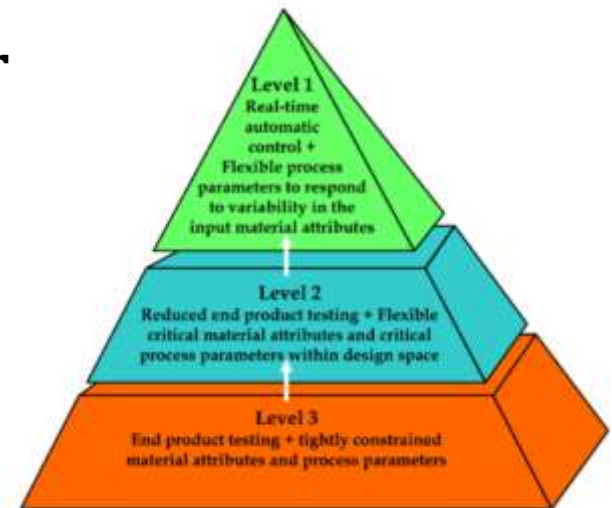 Level 1
Real-time
automatic
control +
Flexible process
parameters to respond
to variability in the
input material attributes
Level 2
Reduced end product testing + Flexible
critical material attributes and critical
process parameters within design space
Level 3
End product testing + tightly constrained
material attributes and process parameters